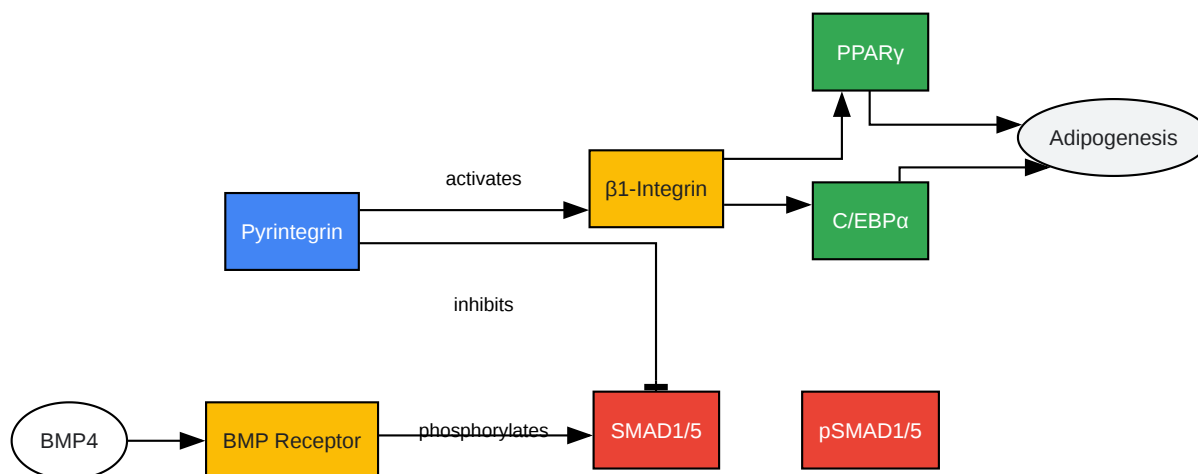 PPARγ
Adipogenesis
activates
β1-Integrin
Pyrintegrin
C/EBPα
inhibits
BMP4
BMP Receptor
phosphorylates
SMAD1/5
pSMAD1/5